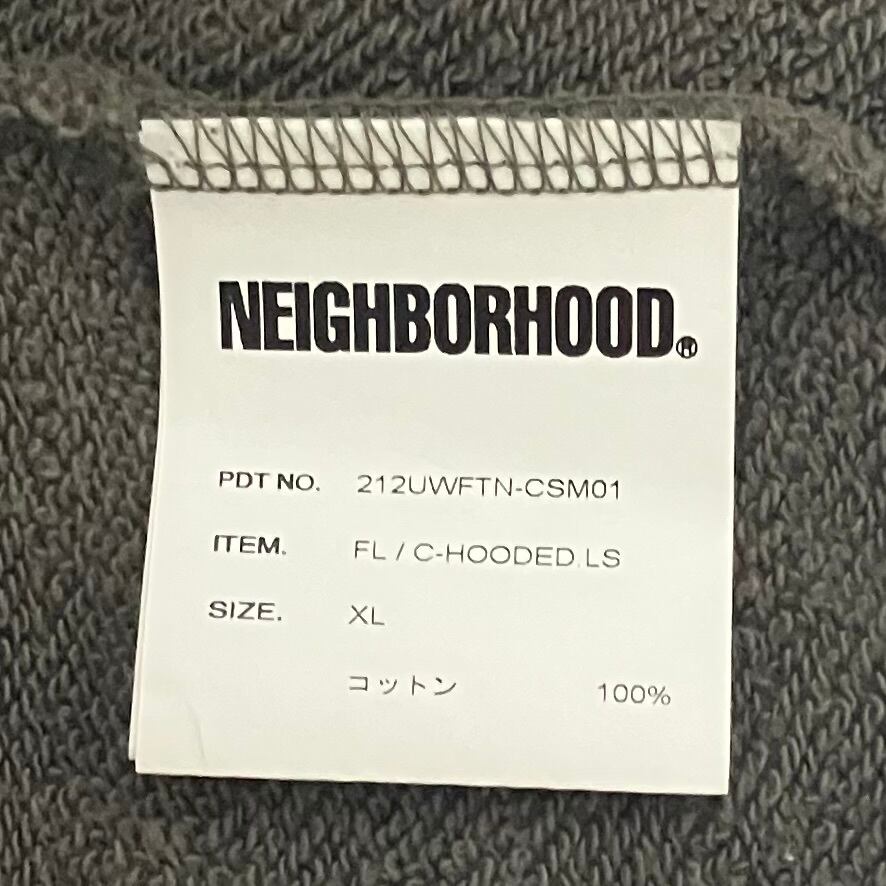 NEIGHBORHOOD®
PDT NO. 212UWFTN-CSM01
ITEM. FL / C-HOODED.LS
SIZE. XL
コットン 100%